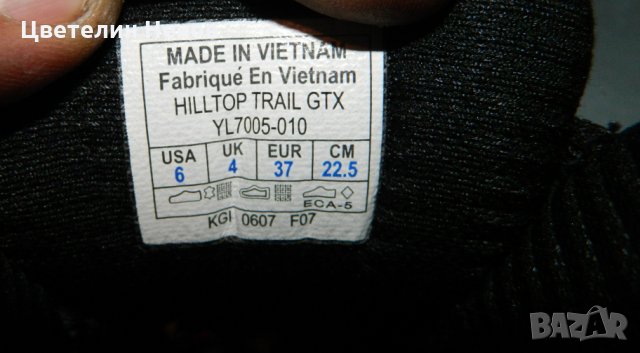 Цветелин Н
MADE IN VIETNAM
Fabriqué En Vietnam
HILLTOP TRAIL GTX
YL7005-010
USA UK EUR CM
6 4 37 22.5
ECA-5
KGI 0607 F07
BAZAR